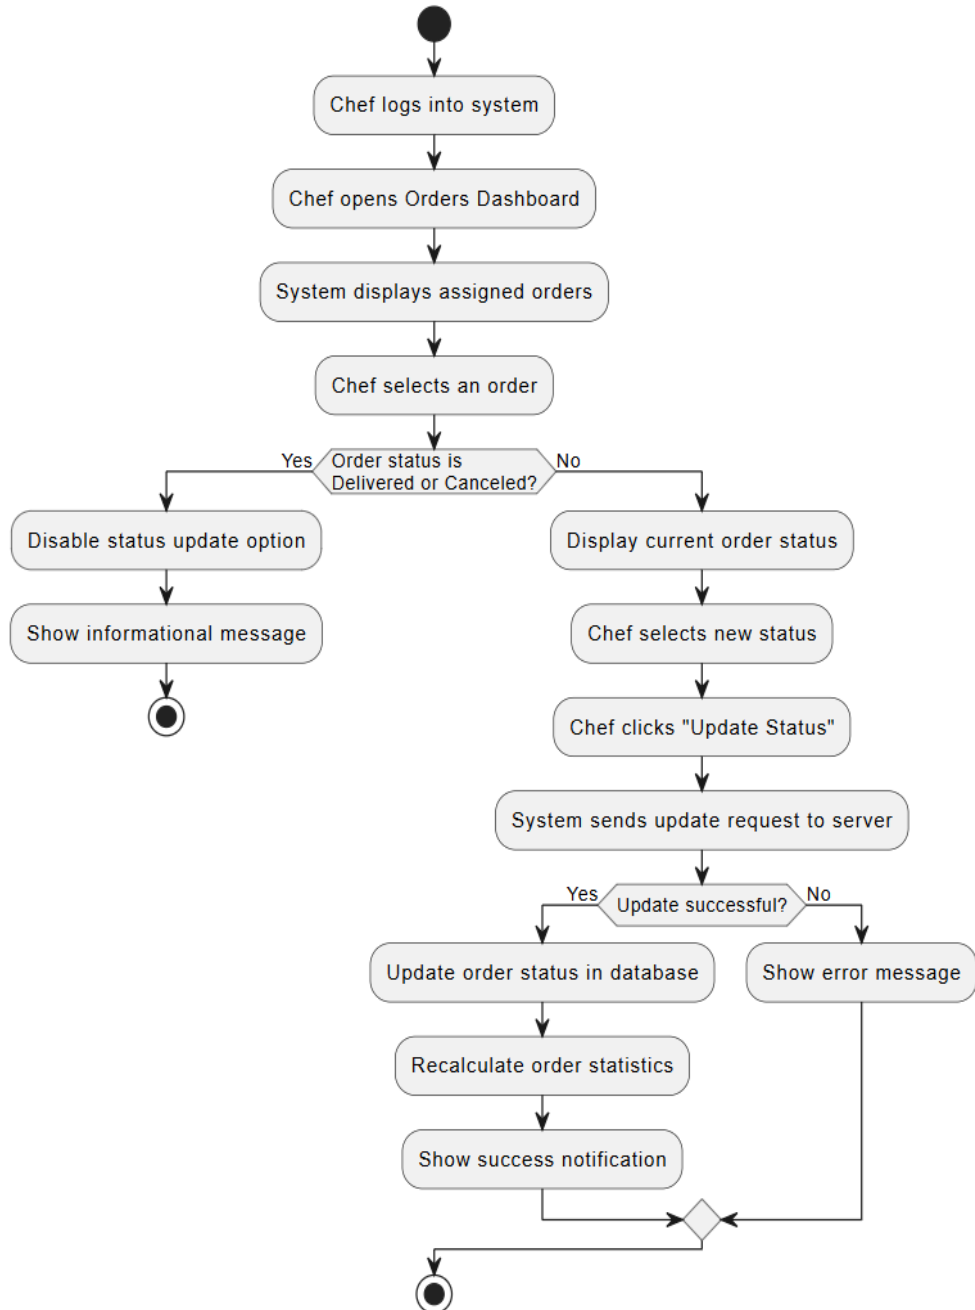 Chef logs into system
Chef opens Orders Dashboard
System displays assigned orders
Chef selects an order
Yes
Order status is
Delivered or Canceled?
No
Disable status update option
Display current order status
Show informational message
Chef selects new status
Chef clicks "Update Status"
System sends update request to server
Yes
Update successful?
No
Update order status in database
Show error message
Recalculate order statistics
Show success notification